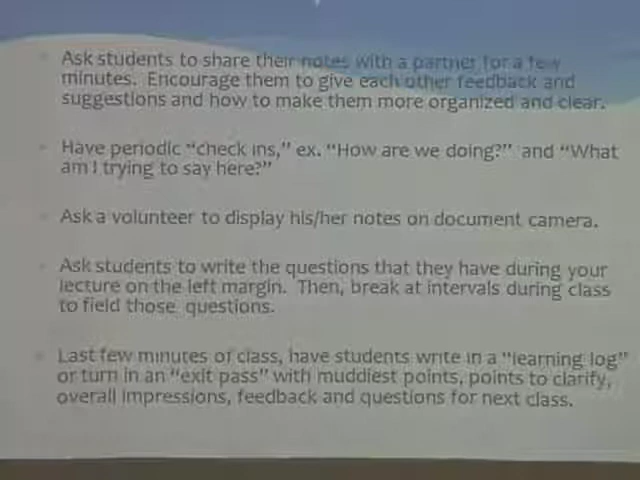 Ask students to share their notes with a partner for a few
minutes. Encourage them to give each other feedback and
suggestions and how to make them more organized and clear.
Have periodic “check ins,” ex. “How are we doing?” and “What
am I trying to say here?”
Ask a volunteer to display his/her notes on document camera.
Ask students to write the questions that they have during your
lecture on the left margin. Then, break at intervals during class
to field those questions.
Last few minutes of class, have students write in a “learning log”
or turn in an “exit pass” with muddiest points, points to clarify,
overall impressions, feedback and questions for next class.